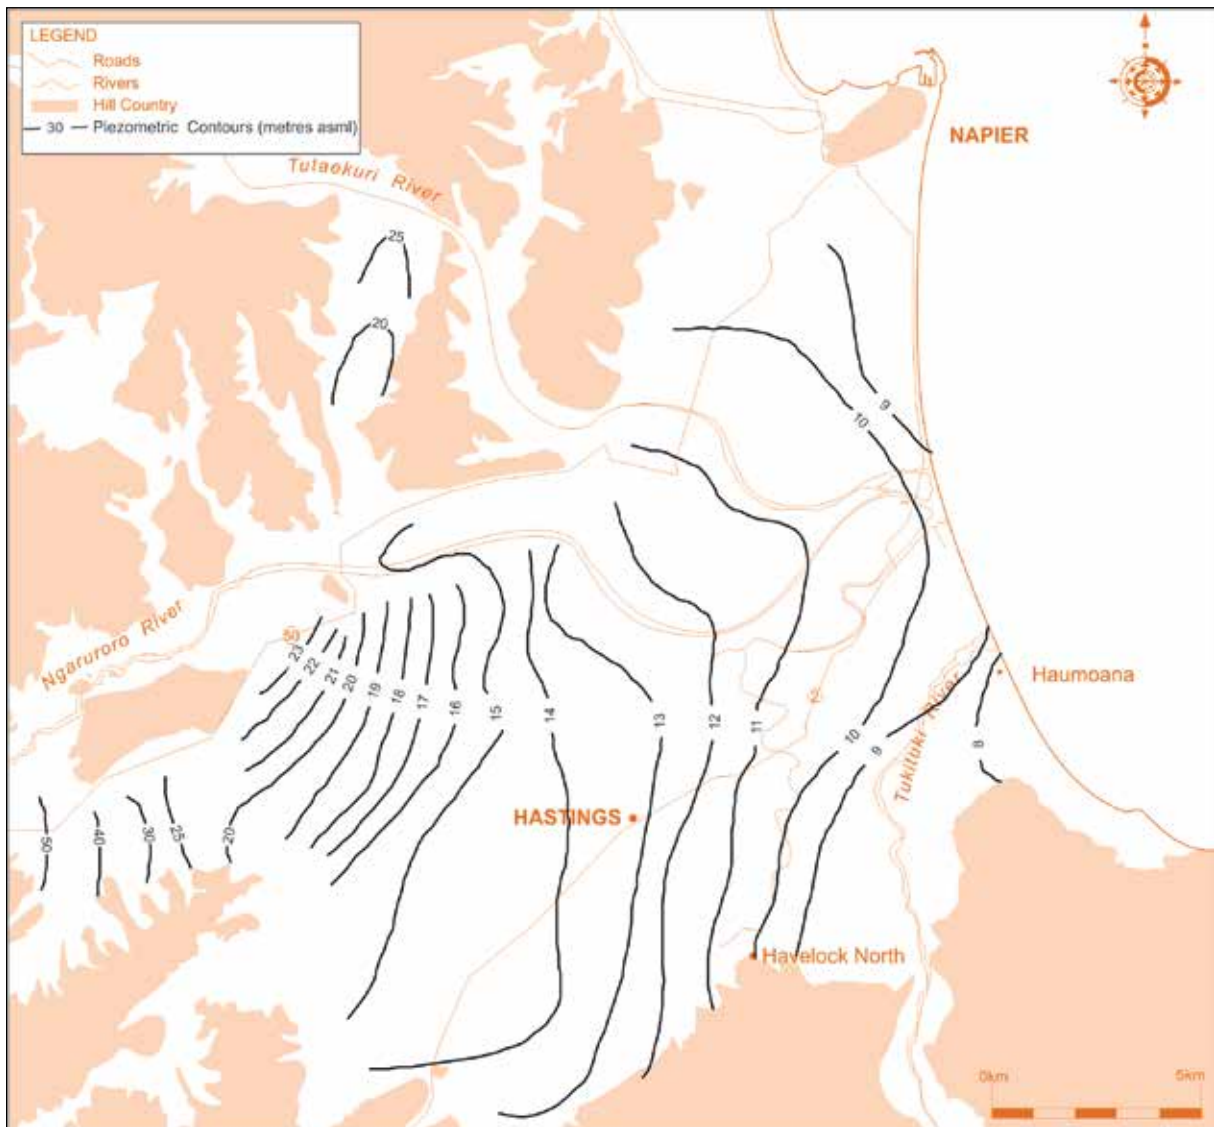 LEGEND
Roads
Rivers
Hill Country
30 Piezometric Contours (metres asml)
NAPIER
Tutaekuri River
25
20
9
10
Ngaruroro River
50
23
22
21
20
19
18
17
16
15
14
13
12
11
10
9
8
Haumoana
Tukituki River
HASTINGS
50
40
30
25
20
Havelock North
0km
5km